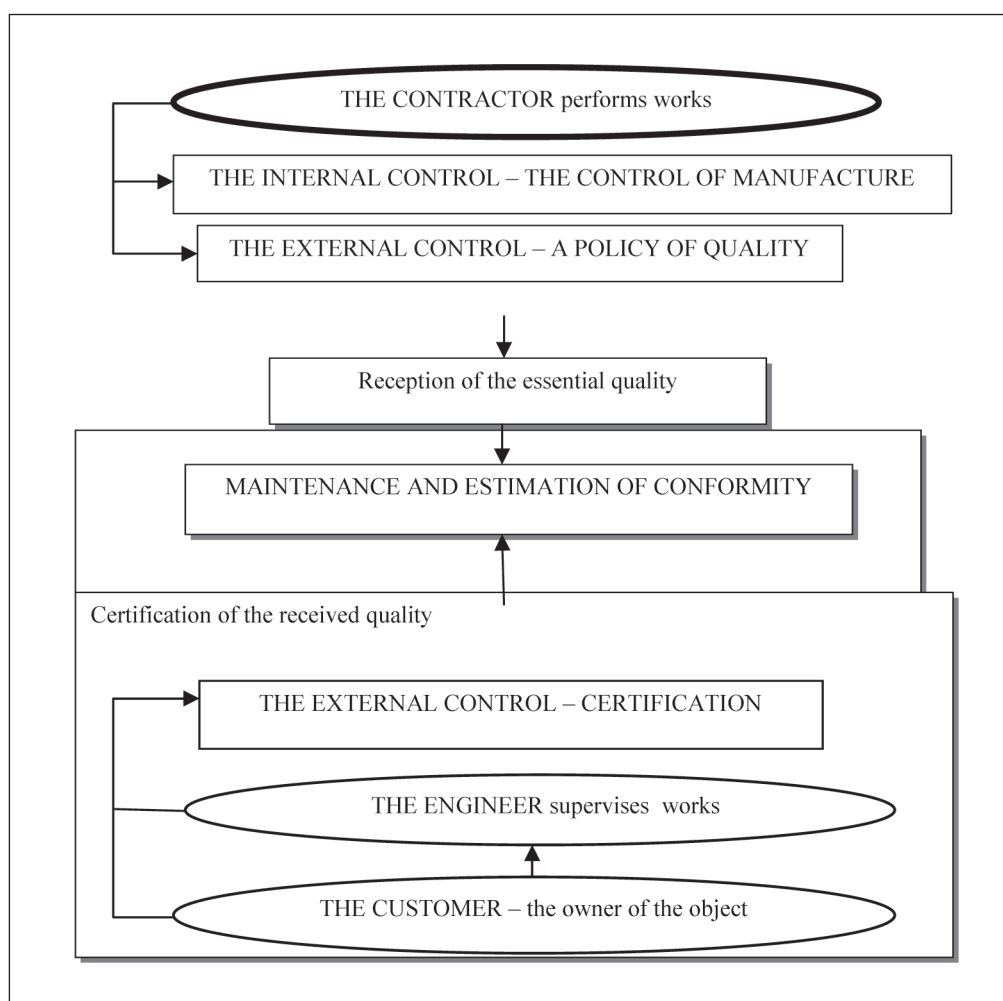 THE CONTRACTOR performs works
THE INTERNAL CONTROL – THE CONTROL OF MANUFACTURE
THE EXTERNAL CONTROL – A POLICY OF QUALITY
Reception of the essential quality
MAINTENANCE AND ESTIMATION OF CONFORMITY
Certification of the received quality
THE EXTERNAL CONTROL – CERTIFICATION
THE ENGINEER supervises works
THE CUSTOMER – the owner of the object